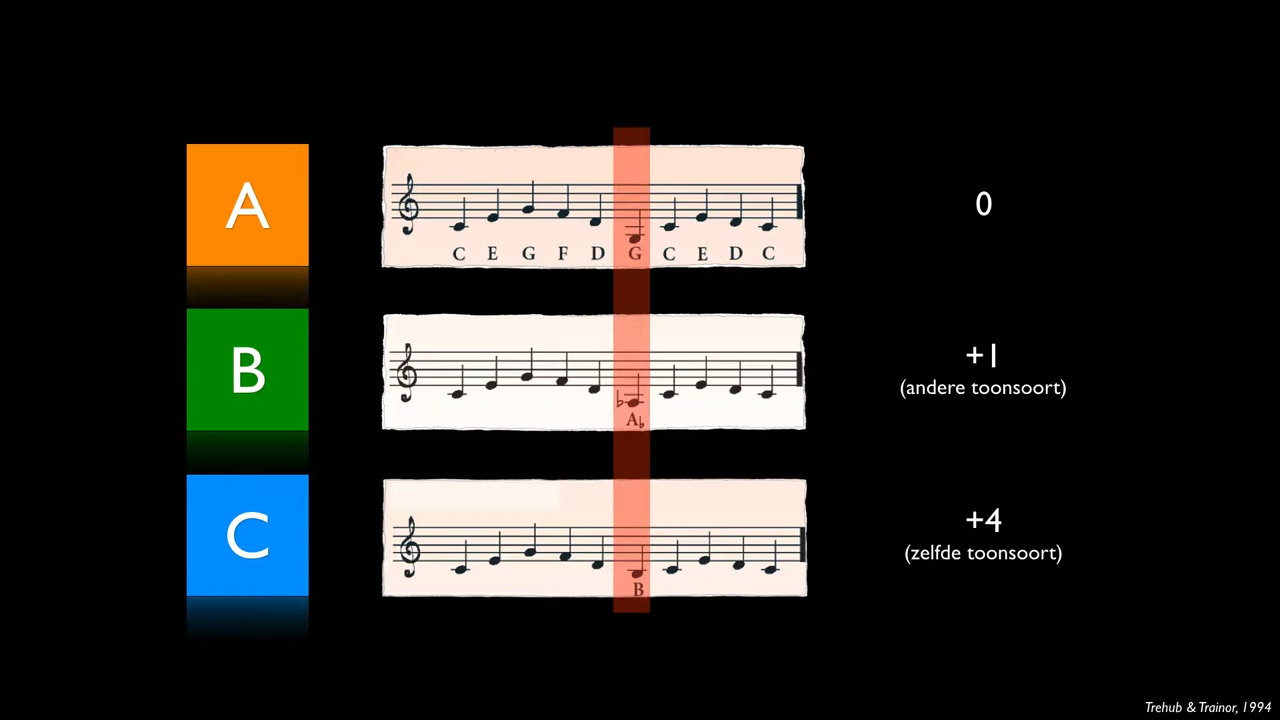 A
C E G F D G C E D C
0
B
A♭
+1
(andere toonsoort)
C
B
+4
(zelfde toonsoort)
Trehub & Trainor, 1994